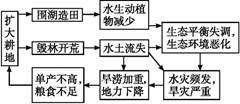 扩大耕地
围湖造田
水生动植
物减少
生态平衡失调,
生态环境恶化
毁林开荒
水土流失
单产不高,
粮食不足
旱涝加重,
地力下降
水灾频发,
旱灾严重